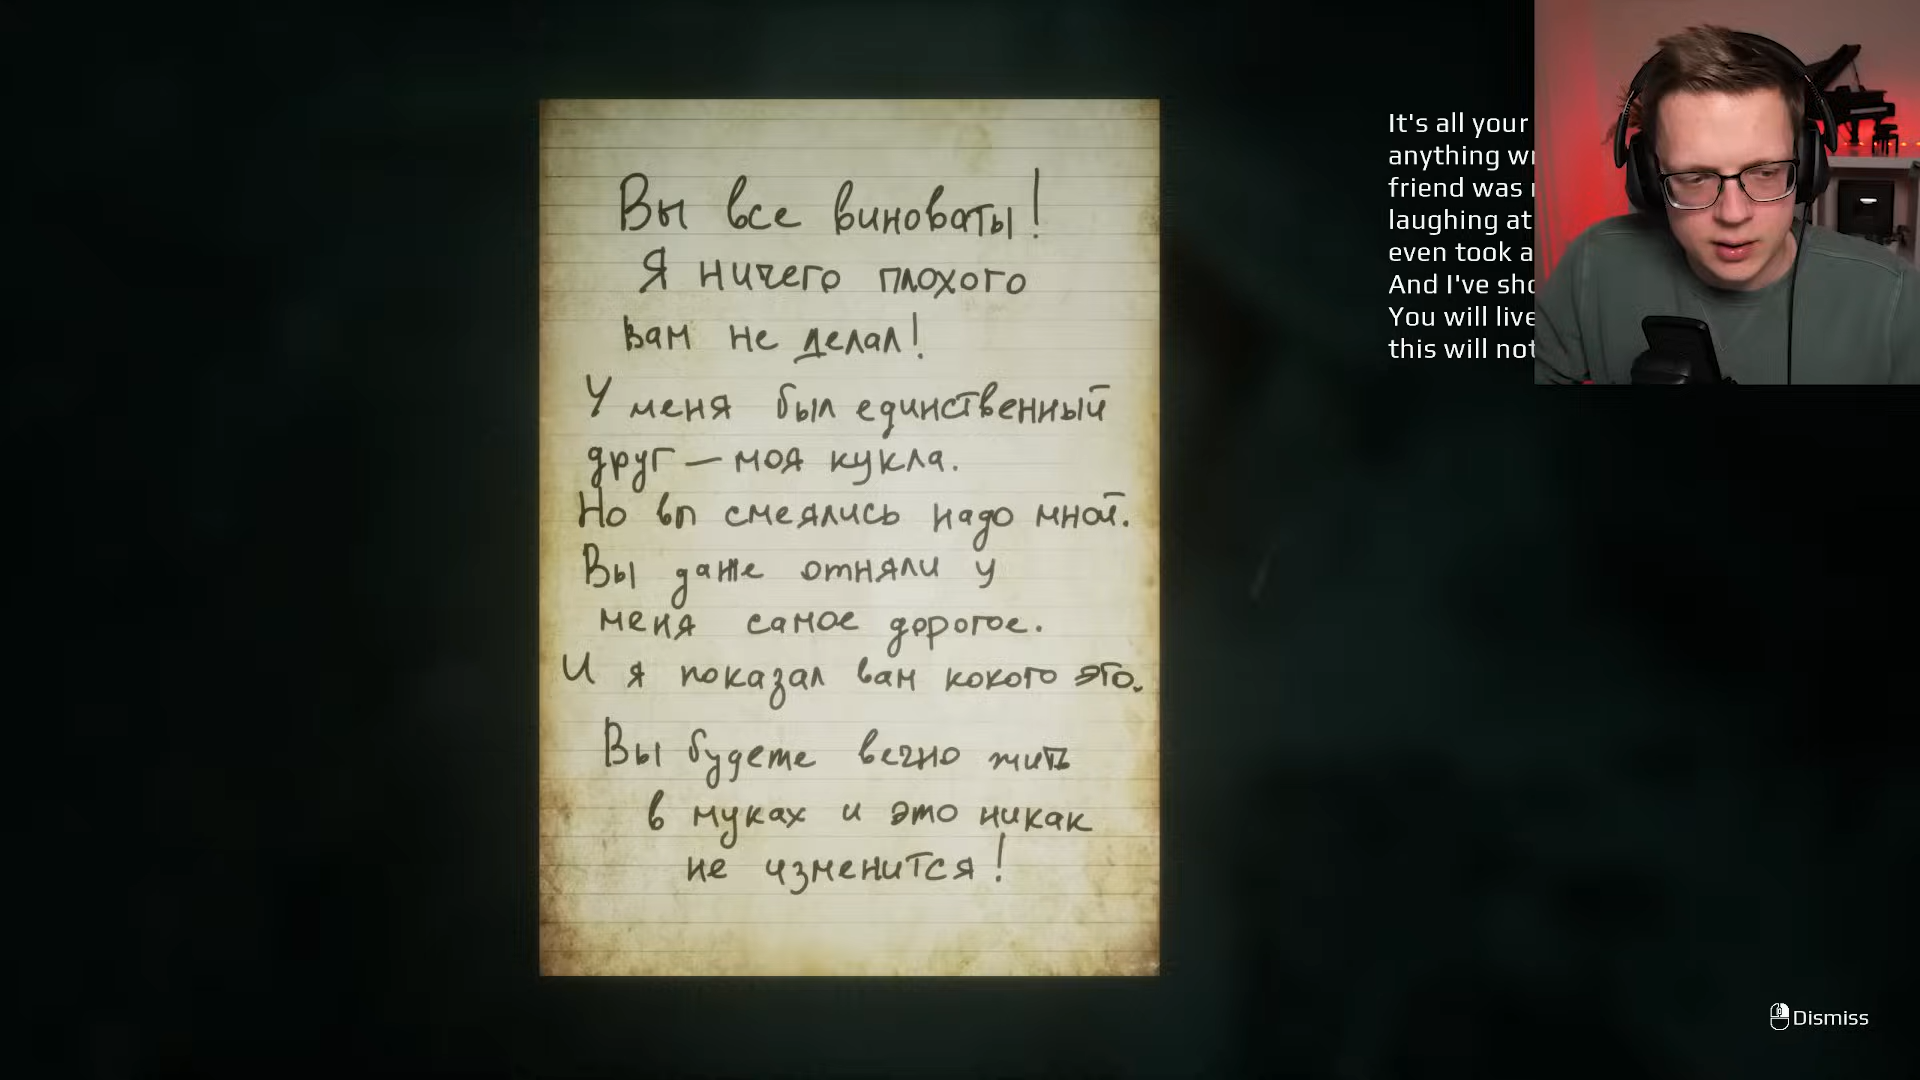 Вы все виноваты!
Я ничего плохого
вам не делал!
У меня был единственный
друг — моя кукла.
Но вы смеялись надо мной.
Вы даже отняли у
меня самое дорогое.
И я показал вам кокого это.
Вы будете вечно жить
в муках и это никак
не изменится!
It's all your
anything
friend was
laughing at
even took a
And I've
You will live
this will not
Dismiss